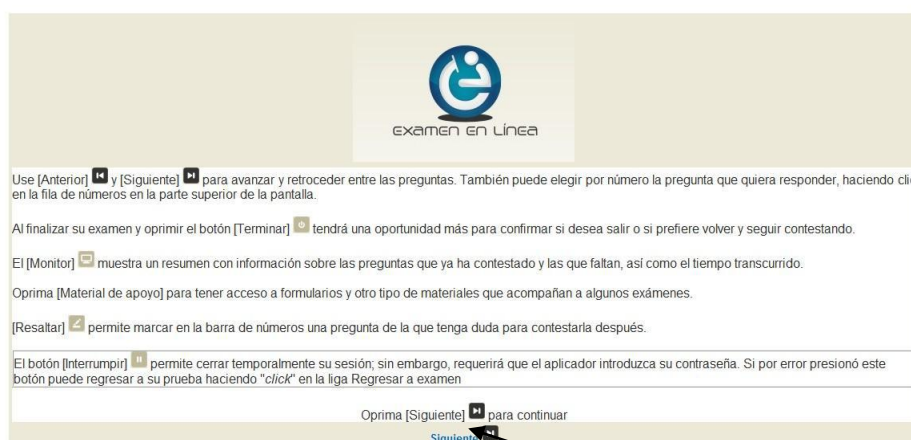 examen en línea
Use [Anterior] y [Siguiente] para avanzar y retroceder entre las preguntas. También puede elegir por número la pregunta que quiera responder, haciendo cli
en la fila de números en la parte superior de la pantalla.
Al finalizar su examen y oprimir el botón [Terminar] tendrá una oportunidad más para confirmar si desea salir o si prefiere volver y seguir contestando.
El [Monitor] muestra un resumen con información sobre las preguntas que ya ha contestado y las que faltan, así como el tiempo transcurrido.
Oprima [Material de apoyo] para tener acceso a formularios y otro tipo de materiales que acompañan a algunos exámenes.
[Resaltar] permite marcar en la barra de números una pregunta de la que tenga duda para contestarla después.
El botón [Interrumpir] permite cerrar temporalmente su sesión; sin embargo, requerirá que el aplicador introduzca su contraseña. Si por error presionó este
botón puede regresar a su prueba haciendo "click" en la liga Regresar a examen
Oprima [Siguiente] para continuar
Siguiente